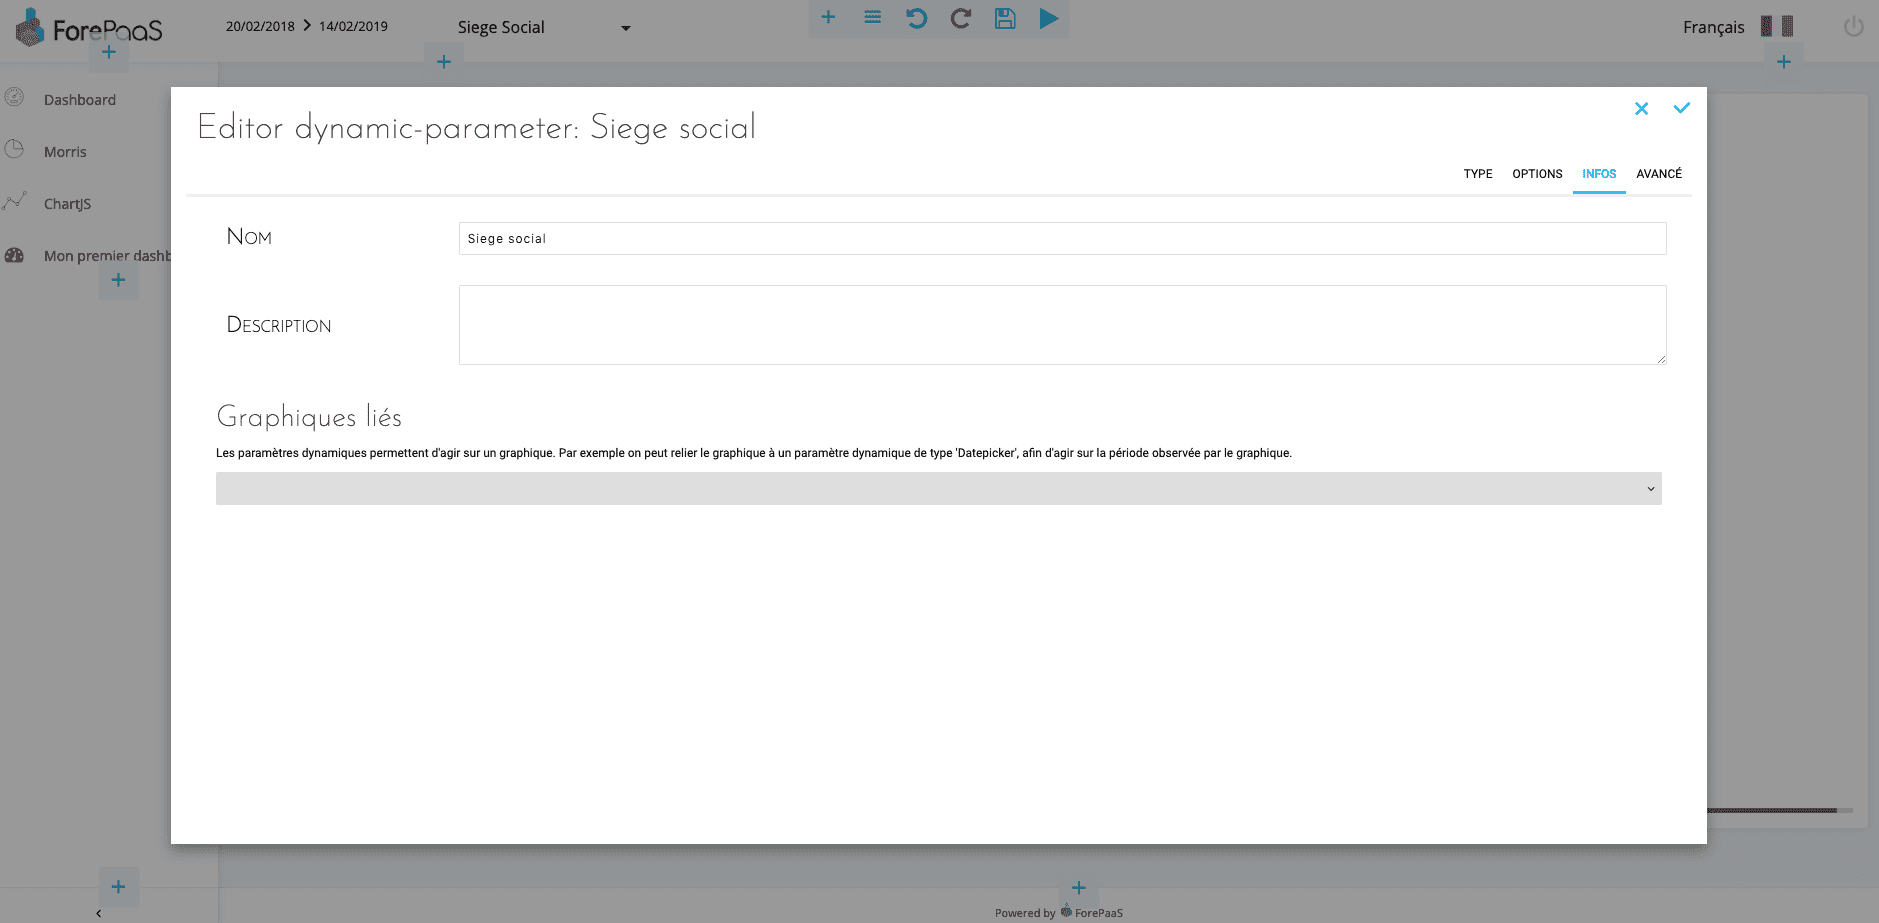 ForePaaS
20/02/2018 > 14/02/2019
Siege Social
Français
Dashboard
Morris
ChartJS
Mon premier dashb
Editor dynamic-parameter: Siege social
TYPE OPTIONS INFOS AVANCÉ
Nom
Siege social
Description
Graphiques liés
Les paramètres dynamiques permettent d'agir sur un graphique. Par exemple on peut relier le graphique à un paramètre dynamique de type 'Datepicker', afin d'agir sur la période observée par le graphique.
Powered by ForePaaS